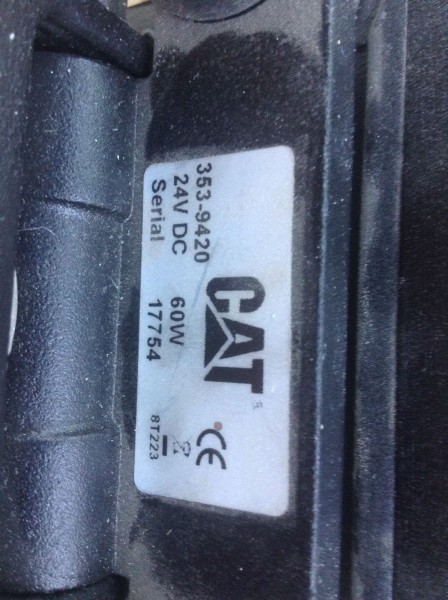 CAT®
CE
353-9420
24V DC 60W
Serial 17754
8T223